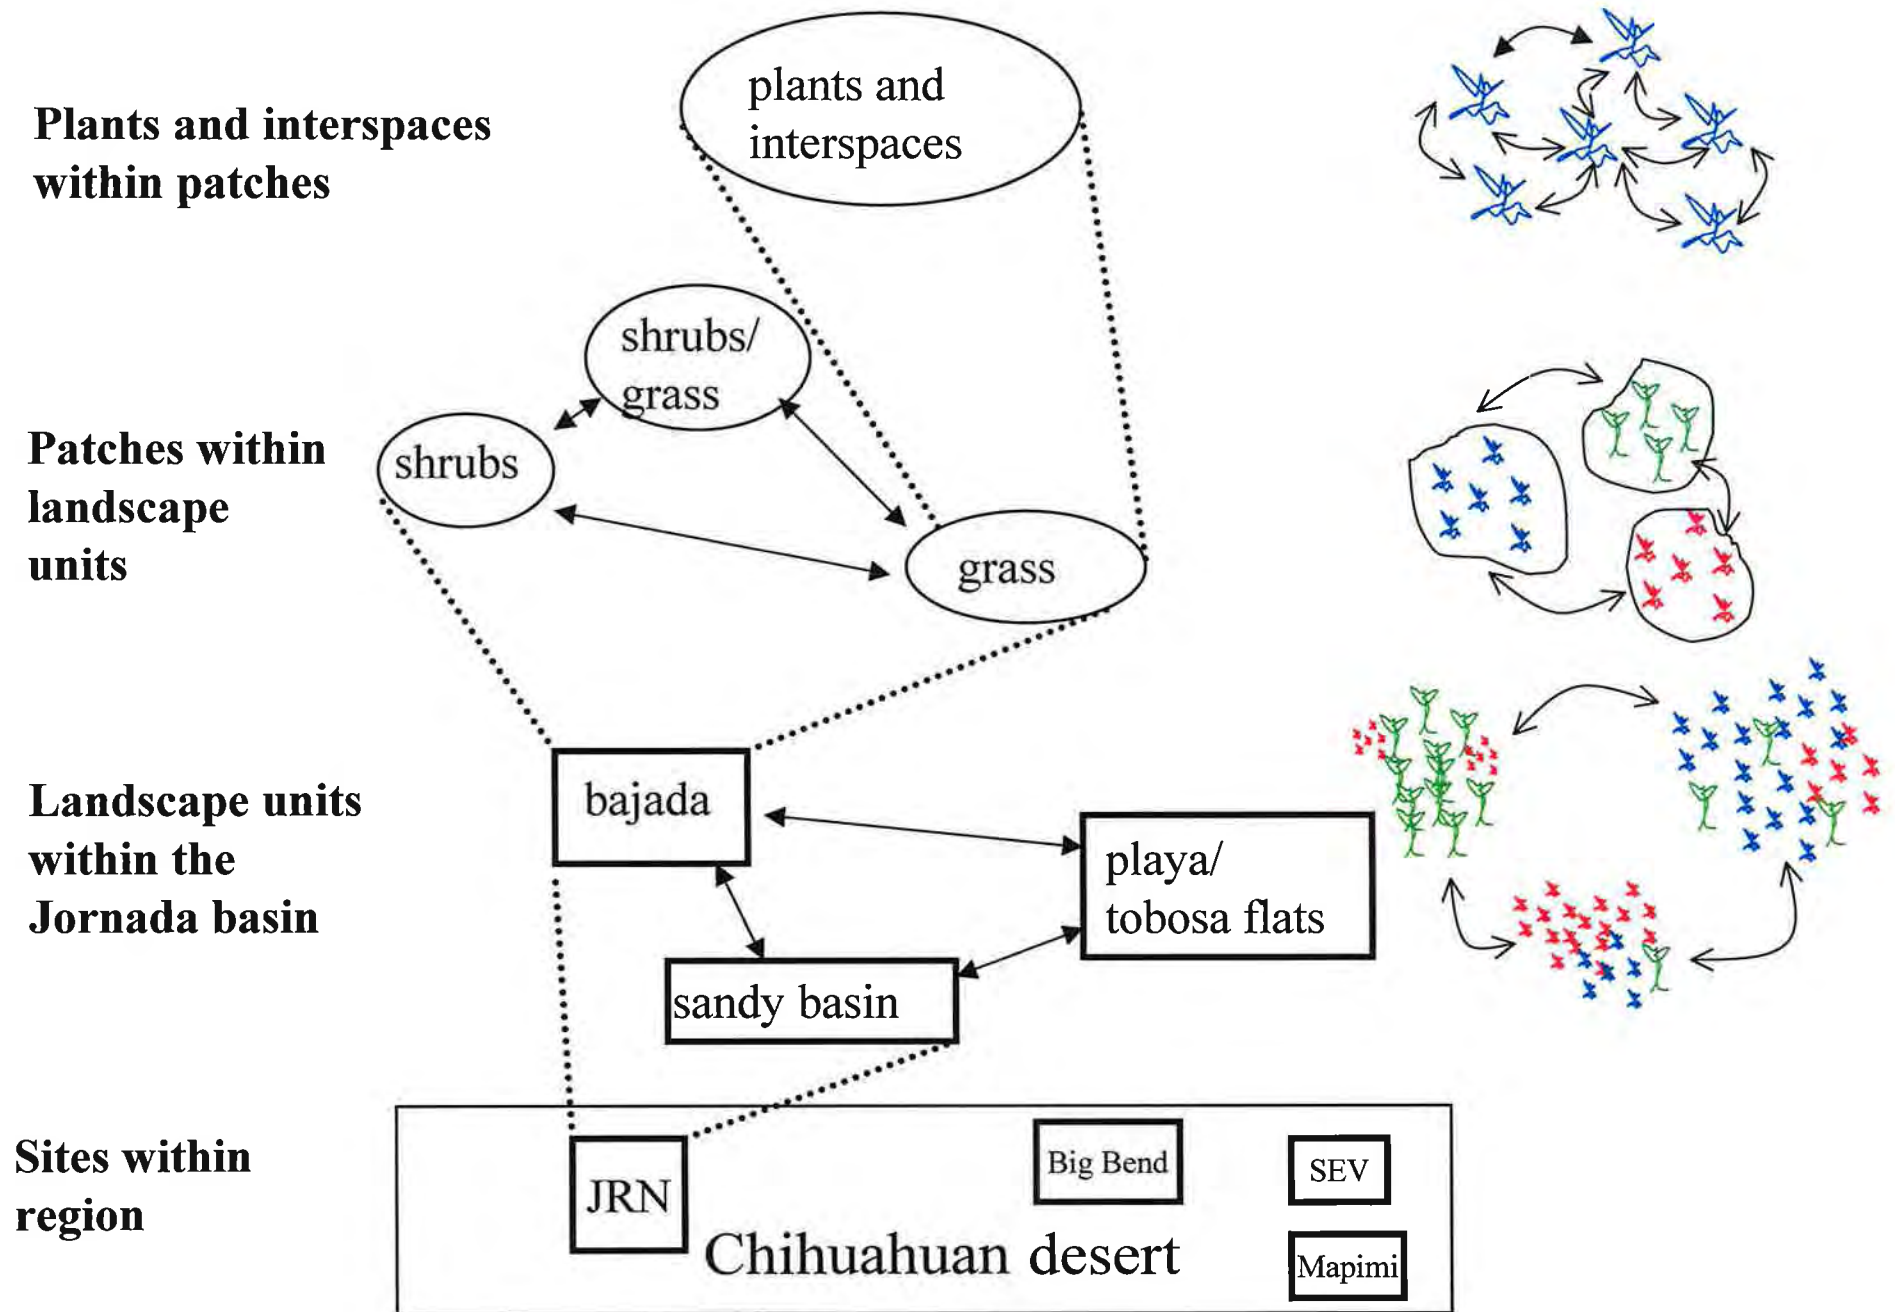 Plants and interspaces
within patches
plants and
interspaces
Patches within
landscape
units
shrubs/
grass
shrubs
grass
Landscape units
within the
Jornada basin
bajada
playa/
tobosa flats
sandy basin
Sites within
region
JRN
Big Bend
SEV
Mapimi
Chihuahuan desert